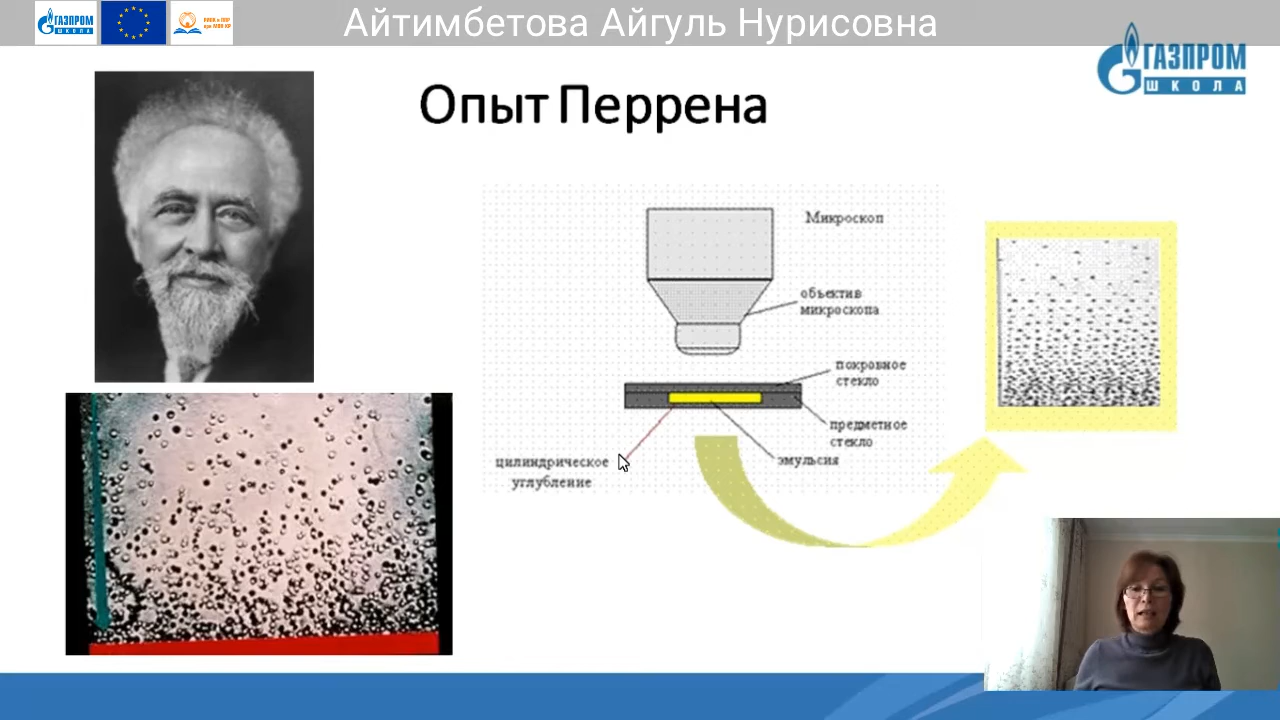 ГАЗПРОМ
ШКОЛА
Айтимбетова Айгуль Нурисовна
ГАЗПРОМ
ШКОЛА
Опыт Перрена
Микроскоп
объектив
микроскопа
покровное
стекло
предметное
стекло
эмульсия
цилиндрическое
углубление